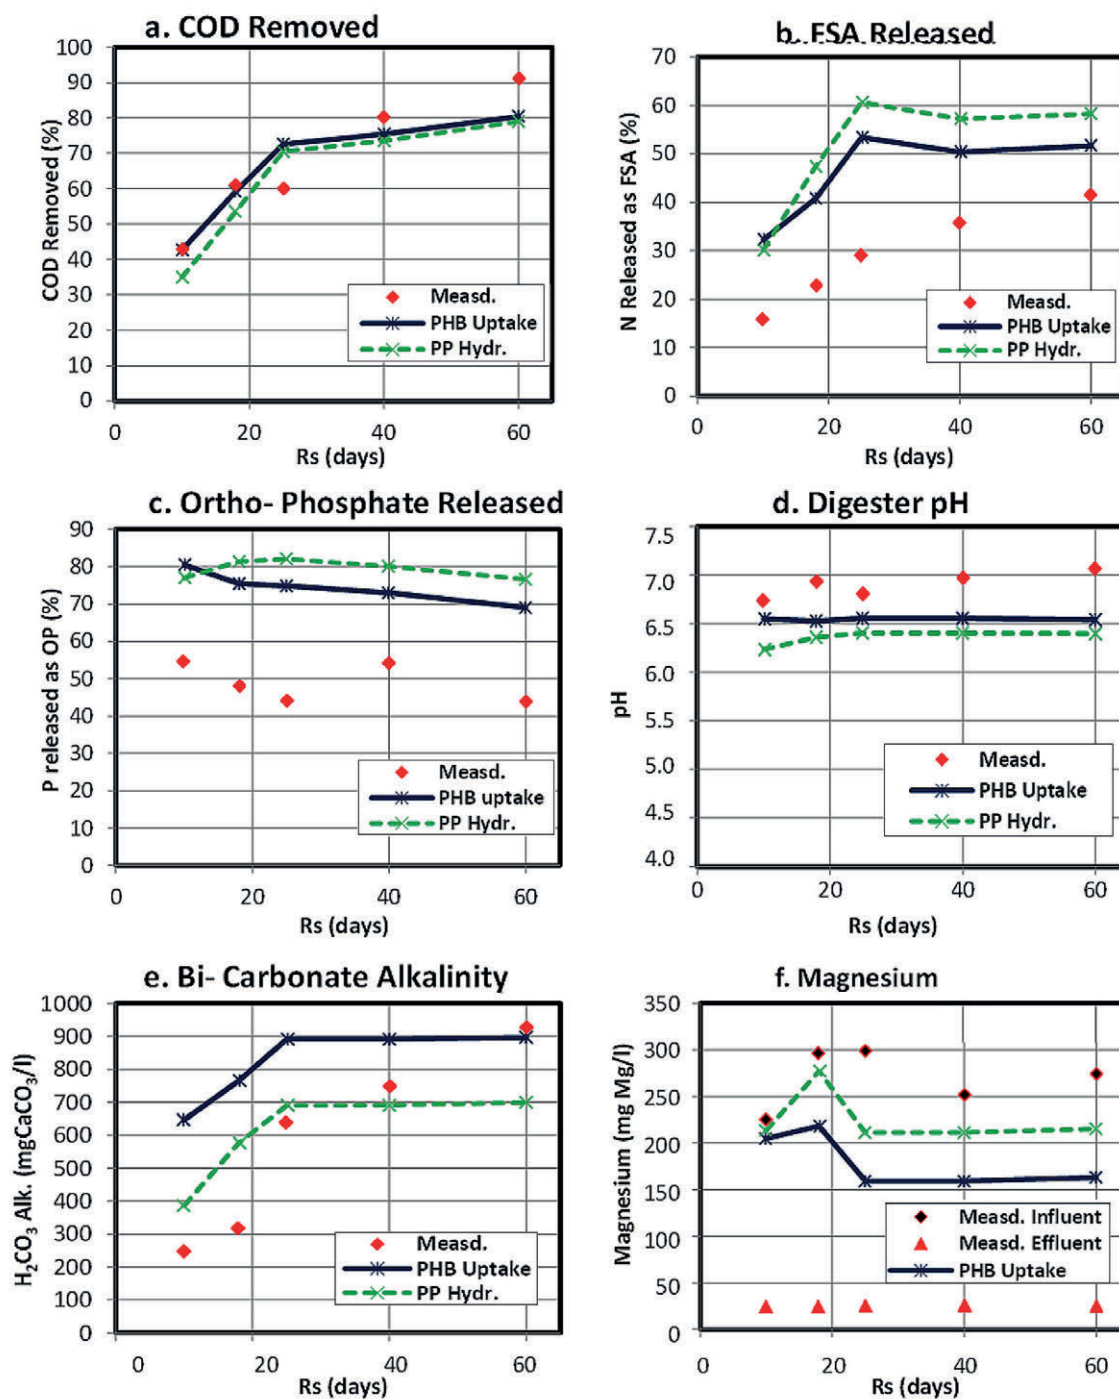 a. COD Removed
COD Removed (%)
100
90
80
70
60
50
40
30
20
10
0
0 20 40 60
Rs (days)
Measd.
PHB Uptake
PP Hydr.
b. FSA Released
N Released as FSA (%)
70
60
50
40
30
20
10
0
0 20 40 60
Rs (days)
Measd.
PHB Uptake
PP Hydr.
c. Ortho- Phosphate Released
P released as OP (%)
90
80
70
60
50
40
30
20
10
0
0 20 40 60
Rs (days)
Measd.
PHB uptake
PP Hydr.
d. Digester pH
pH
7.5
7.0
6.5
6.0
5.5
5.0
4.5
4.0
0 20 40 60
Rs (days)
Measd.
PHB Uptake
PP Hydr.
e. Bi- Carbonate Alkalinity
H₂CO₃ Alk. (mgCaCO₃/l)
1000
900
800
700
600
500
400
300
200
100
0
0 20 40 60
Rs (days)
Measd.
PHB Uptake
PP Hydr.
f. Magnesium
Magnesium (mg Mg/l)
350
300
250
200
150
100
50
0
0 20 40 60
Rs (days)
Measd. Influent
Measd. Effluent
PHB Uptake